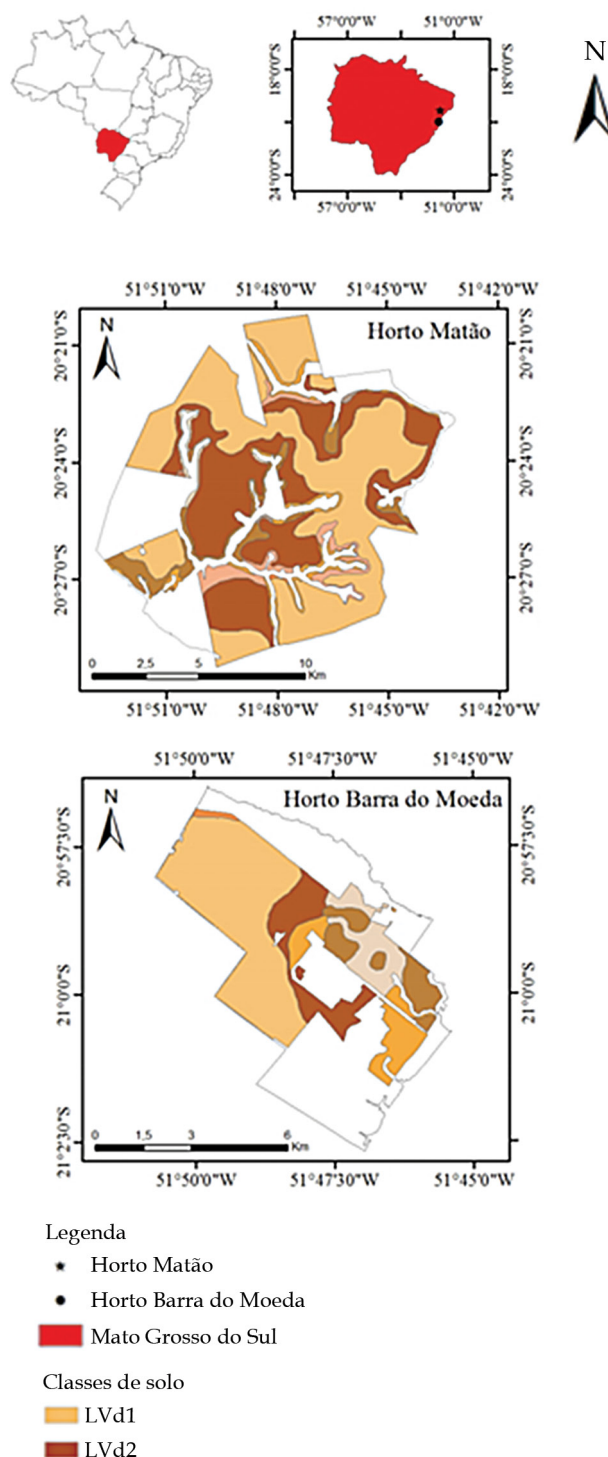 57°0'0"W 51°0'0"W
18°0'0"S 18°0'0"S
24°0'0"S 24°0'0"S
57°0'0"W 51°0'0"W
N
51°51'0"W 51°48'0"W 51°45'0"W 51°42'0"W
N
Horto Matão
20°21'0"S 20°21'0"S
20°24'0"S 20°24'0"S
20°27'0"S 20°27'0"S
0 2,5 5 10
Km
51°51'0"W 51°48'0"W 51°45'0"W 51°42'0"W
51°50'0"W 51°47'30"W 51°45'0"W
N
Horto Barra do Moeda
20°57'30"S 20°57'30"S
21°0'0"S 21°0'0"S
21°2'30"S
0 1,5 3 6
Km
51°50'0"W 51°47'30"W 51°45'0"W
Legenda
Horto Matão
Horto Barra do Moeda
Mato Grosso do Sul
Classes de solo
LVd1
LVd2